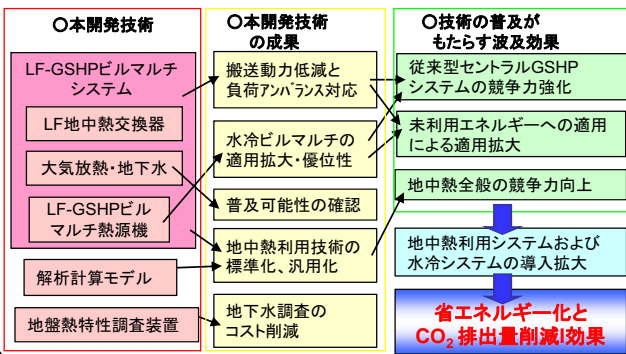 〇本開発技術
LF-GSHPビルマルチ
システム
LF地中熱交換器
大気放熱・地下水
LF-GSHPビル
マルチ熱源機
解析計算モデル
地盤熱特性調査装置
〇本開発技術
の成果
搬送動力低減と
負荷アンバランス対応
水冷ビルマルチの
適用拡大・優位性
普及可能性の確認
地中熱利用技術の
標準化、汎用化
地下水調査の
コスト削減
〇技術の普及が
もたらす波及効果
従来型セントラルGSHP
システムの競争力強化
未利用エネルギーへの適用
による適用拡大
地中熱全般の競争力向上
地中熱利用システムおよび
水冷システムの導入拡大
省エネルギー化と
CO2 排出量削減l効果